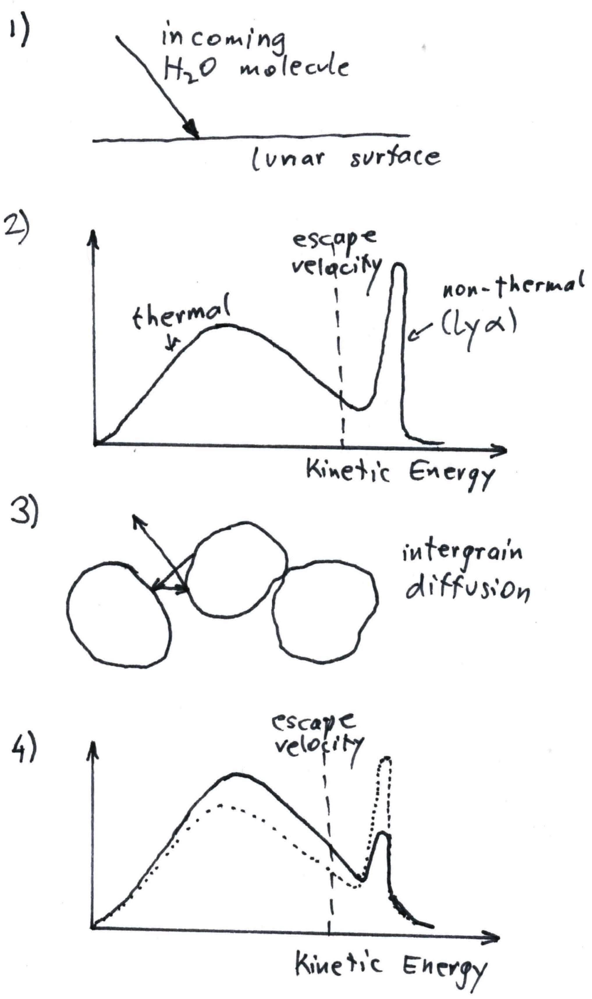 1)
incoming
H₂O molecule
lunar surface
2)
escape
velocity
thermal
non-thermal
(Lyα)
Kinetic Energy
3)
intergrain
diffusion
4)
escape
velocity
Kinetic Energy